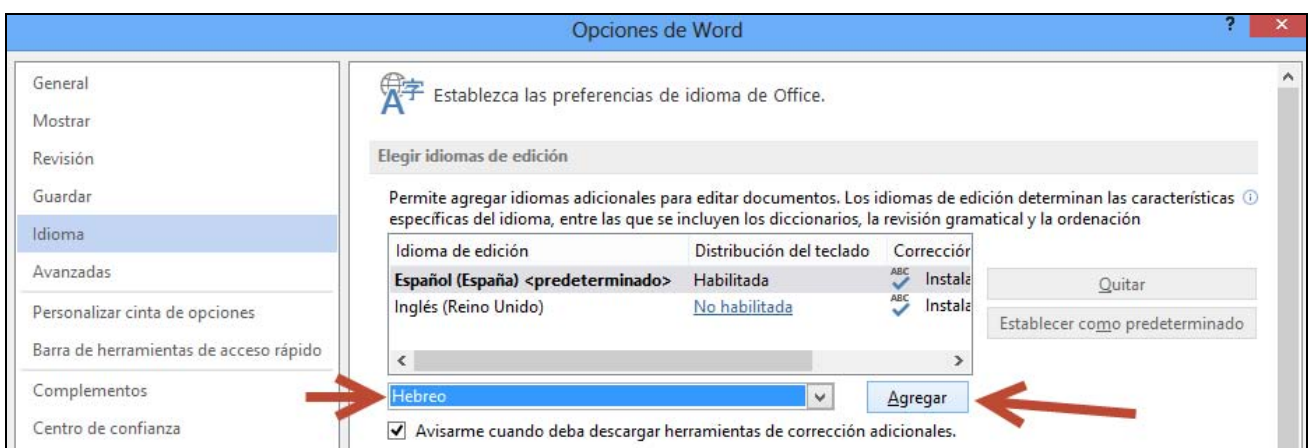 Opciones de Word
?
General
Mostrar
Revisión
Guardar
Idioma
Avanzadas
Personalizar cinta de opciones
Barra de herramientas de acceso rápido
Complementos
Centro de confianza
Establezca las preferencias de idioma de Office.
Elegir idiomas de edición
Permite agregar idiomas adicionales para editar documentos. Los idiomas de edición determinan las características
específicas del idioma, entre las que se incluyen los diccionarios, la revisión gramatical y la ordenación
Idioma de edición Distribución del teclado Correcciór
Español (España) <predeterminado> Habilitada ABC Instala
Inglés (Reino Unido) No habilitada ABC Instala
Quitar
Establecer como predeterminado
Hebreo
Agregar
Avisarme cuando deba descargar herramientas de corrección adicionales.